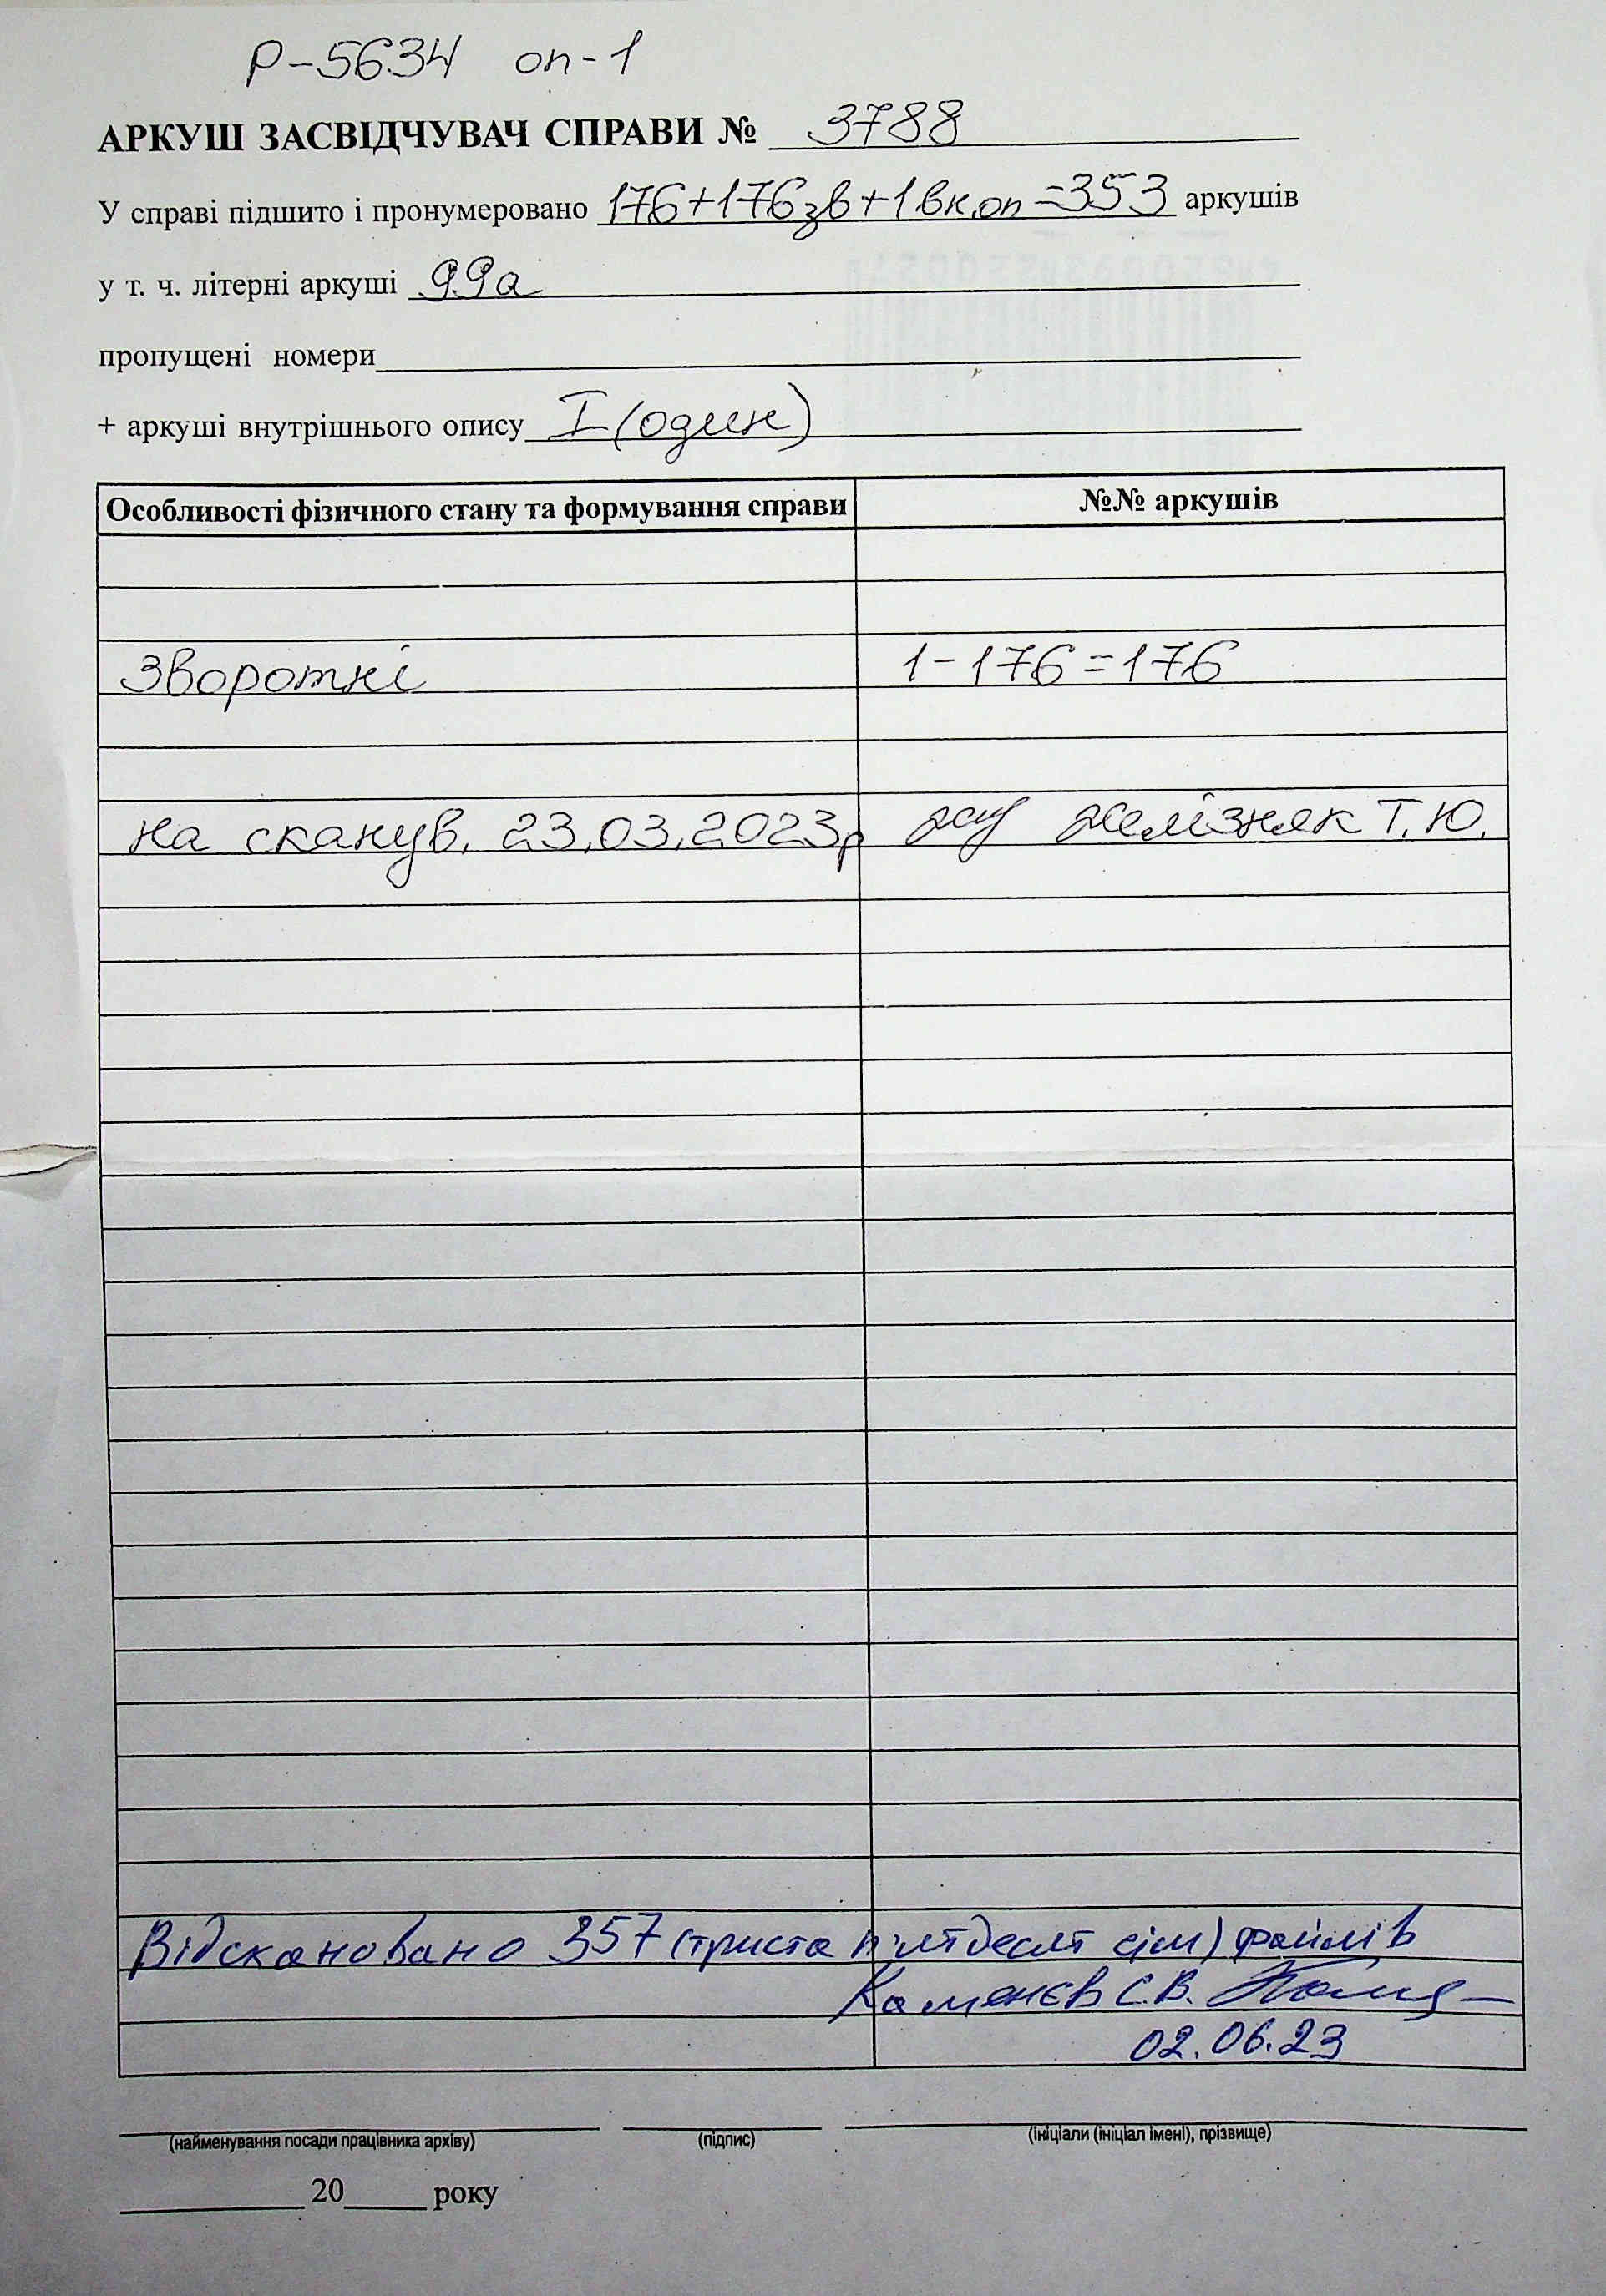 Р-5634 оп-1
АРКУШ ЗАСВІДЧУВАЧ СПРАВИ № 3788
У справі підшито і пронумеровано 176+176зв+1вк.оп=353 аркушів
у т. ч. літерні аркуші 99а
пропущені номери
+ аркуші внутрішнього опису I (один)
Особливості фізичного стану та формування справи №№ аркушів
Зворотні 1-176=176
на сканув. 23.03.2023р Желізняк Т.Ю.
Відскановано 357 (триста п'ятдесят сім) файлів
Каменєв С.В.
02.06.23
(найменування посади працівника архіву) (підпис) (ініціали (ініціал імені), прізвище)
20 року